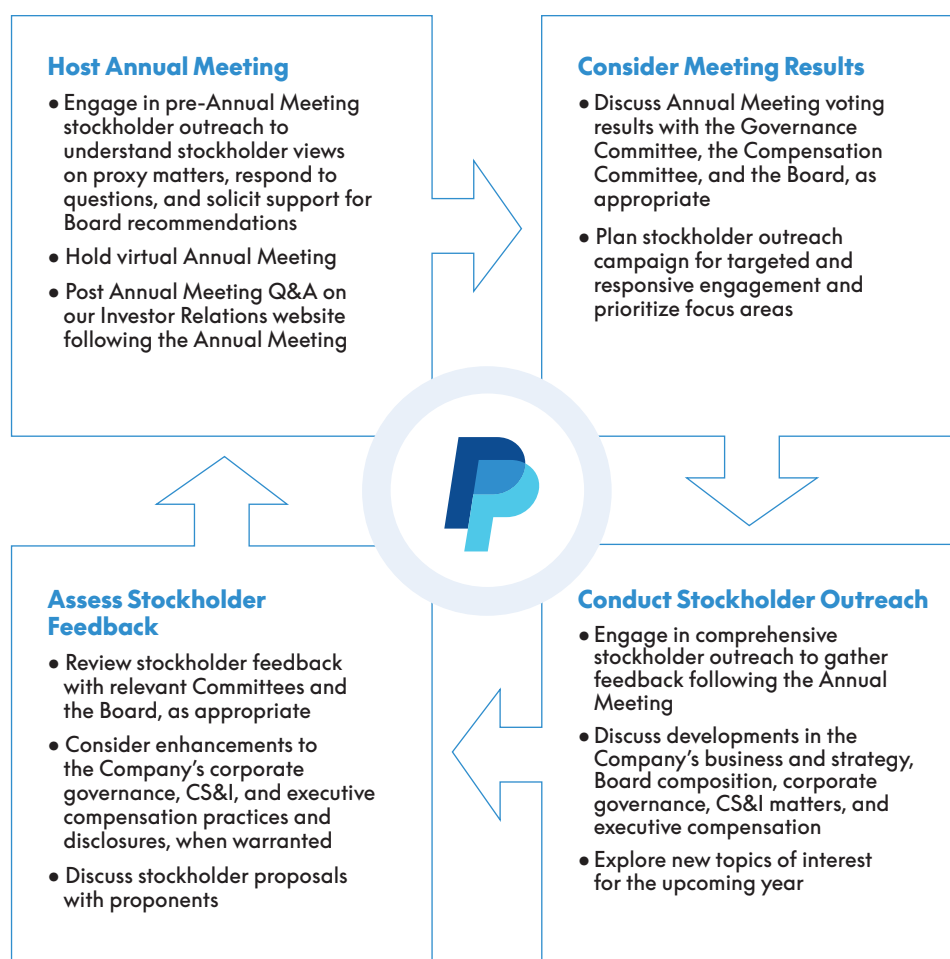 Host Annual Meeting
• Engage in pre-Annual Meeting
stockholder outreach to
understand stockholder views
on proxy matters, respond to
questions, and solicit support for
Board recommendations
• Hold virtual Annual Meeting
• Post Annual Meeting Q&A on
our Investor Relations website
following the Annual Meeting
Consider Meeting Results
• Discuss Annual Meeting voting
results with the Governance
Committee, the Compensation
Committee, and the Board, as
appropriate
• Plan stockholder outreach
campaign for targeted and
responsive engagement and
prioritize focus areas
Assess Stockholder
Feedback
• Review stockholder feedback
with relevant Committees and
the Board, as appropriate
• Consider enhancements to
the Company’s corporate
governance, CS&I, and executive
compensation practices and
disclosures, when warranted
• Discuss stockholder proposals
with proponents
Conduct Stockholder Outreach
• Engage in comprehensive
stockholder outreach to gather
feedback following the Annual
Meeting
• Discuss developments in the
Company’s business and strategy,
Board composition, corporate
governance, CS&I matters, and
executive compensation
• Explore new topics of interest
for the upcoming year